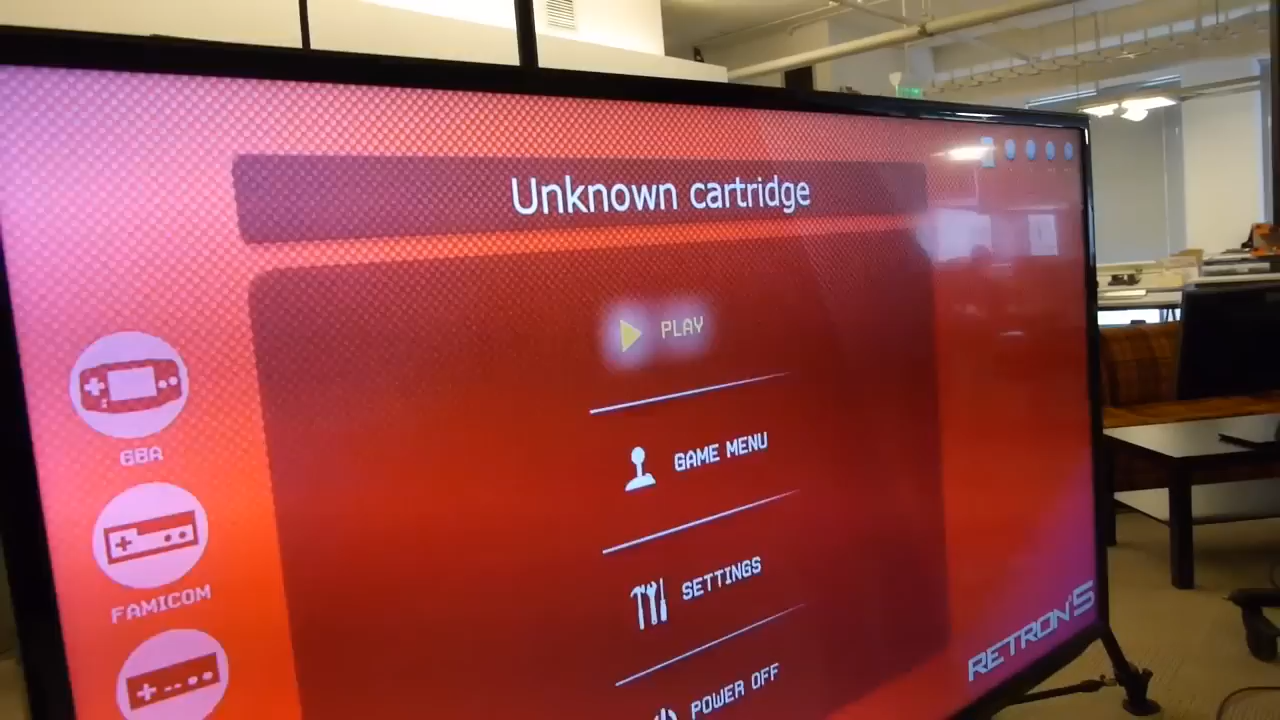 Unknown cartridge
PLAY
GBA
GAME MENU
FAMICOM
SETTINGS
RETRON'5
POWER OFF